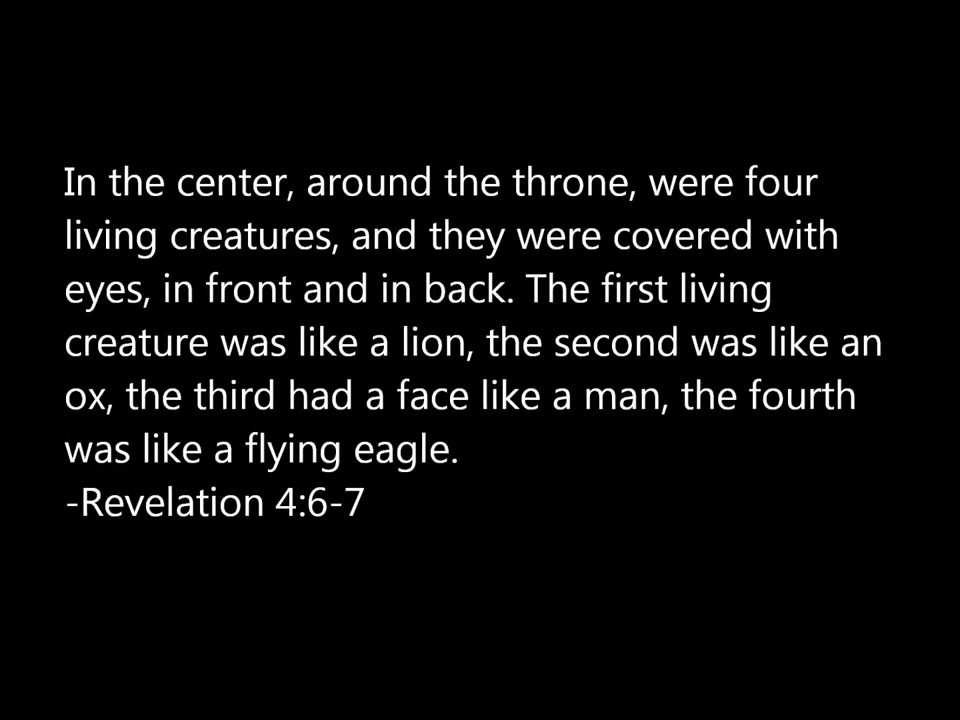 In the center, around the throne, were four
living creatures, and they were covered with
eyes, in front and in back. The first living
creature was like a lion, the second was like an
ox, the third had a face like a man, the fourth
was like a flying eagle.
-Revelation 4:6-7